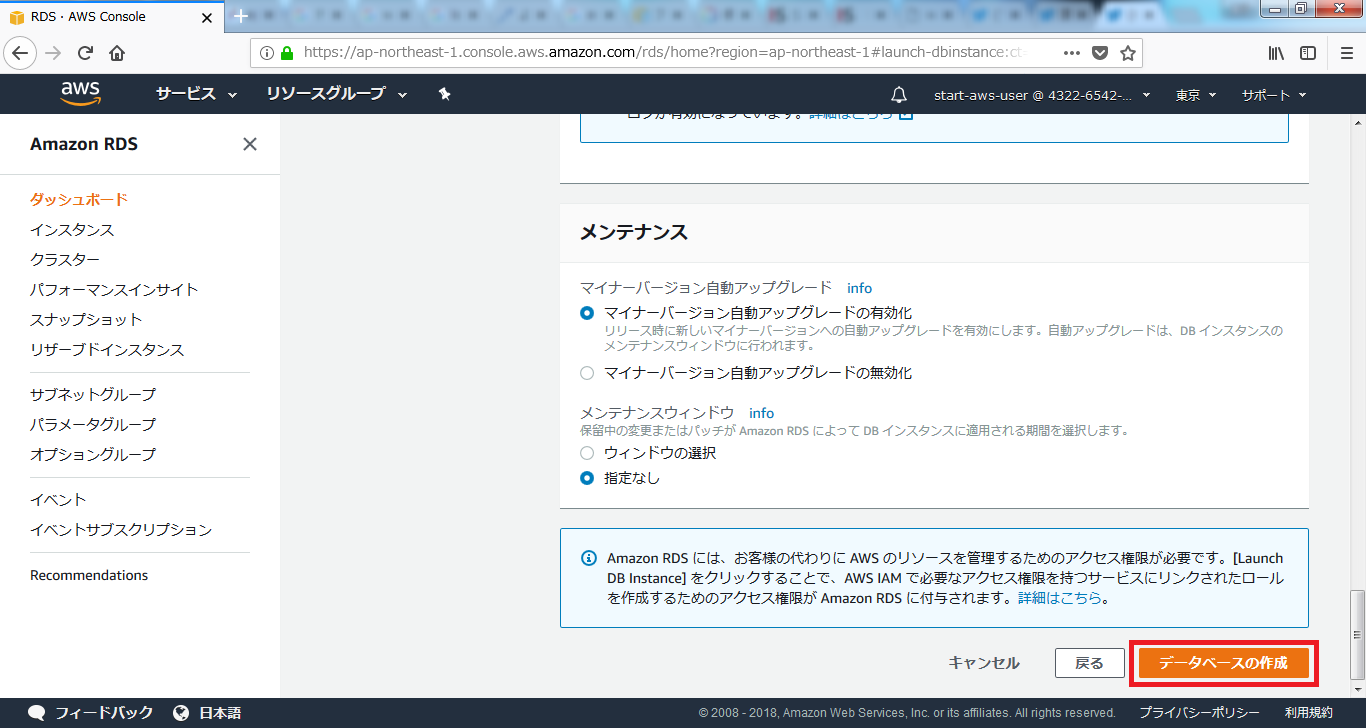 RDS · AWS Console
https://ap-northeast-1.console.aws.amazon.com/rds/home?region=ap-northeast-1#launch-dbinstance:ct
aws
サービス
リソースグループ
start-aws-user @ 4322-6542-...
東京
サポート
Amazon RDS
ダッシュボード
インスタンス
クラスター
パフォーマンスインサイト
スナップショット
リザーブドインスタンス
サブネットグループ
パラメータグループ
オプショングループ
イベント
イベントサブスクリプション
Recommendations
ログが有効になっています。詳細はこちら
メンテナンス
マイナーバージョン自動アップグレード info
マイナーバージョン自動アップグレードの有効化
リリース時に新しいマイナーバージョンへの自動アップグレードを有効にします。自動アップグレードは、DB インスタンスの
メンテナンスウィンドウに行われます。
マイナーバージョン自動アップグレードの無効化
メンテナンスウィンドウ info
保留中の変更またはパッチが Amazon RDS によって DB インスタンスに適用される期間を選択します。
ウィンドウの選択
指定なし
Amazon RDS には、お客様の代わりに AWS のリソースを管理するためのアクセス権限が必要です。[Launch
DB Instance] をクリックすることで、AWS IAM で必要なアクセス権限を持つサービスにリンクされたロール
を作成するためのアクセス権限が Amazon RDS に付与されます。詳細はこちら。
キャンセル
戻る
データベースの作成
フィードバック
日本語
© 2008 - 2018, Amazon Web Services, Inc. or its affiliates. All rights reserved.
プライバシーポリシー
利用規約